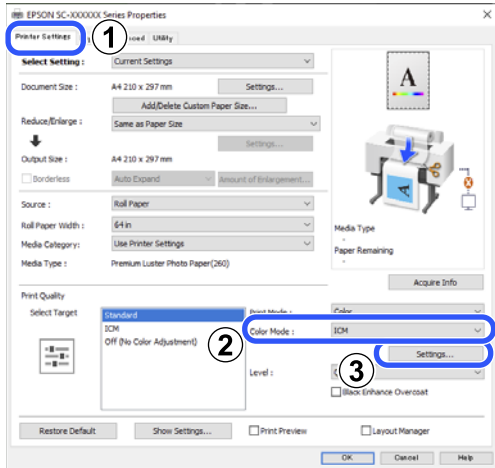 EPSON SC-XXXXXX Series Properties
Printer Settings
1
Utility
Select Setting :
Current Settings
Document Size :
A4 210 x 297 mm
Settings...
Add/Delete Custom Paper Size...
Reduce/Enlarge :
Same as Paper Size
Settings...
Output Size :
A4 210 x 297 mm
Borderless
Auto Expand
Amount of Enlargement...
Source :
Roll Paper
Roll Paper Width :
64 in
Media Category:
Use Printer Settings
Media Type :
Premium Luster Photo Paper(260)
A
A
Media Type
-
Paper Remaining
-
Acquire Info
Print Quality
Select Target
Standard
ICM
Off (No Color Adjustment)
Print Mode :
Color
2
Color Mode :
ICM
Settings...
3
Level :
Black Enhance Overcoat
Restore Default
Show Settings...
Print Preview
Layout Manager
OK
Cancel
Help